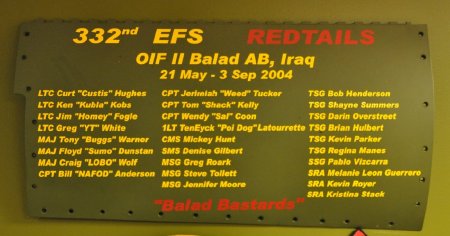 332nd EFS REDTAILS
OIF II Balad AB, Iraq
21 May - 3 Sep 2004
LTC Curt "Custis" Hughes
LTC Ken "Kubla" Kobs
LTC Jim "Homey" Fogle
LTC Greg "YT" White
MAJ Tony "Buggs" Warner
MAJ Floyd "Sumo" Dunstan
MAJ Craig "LOBO" Wolf
CPT Bill "NAFOD" Anderson
CPT Jerimiah "Weed" Tucker
CPT Tom "Shack" Kelly
CPT Wendy "Sal" Coon
1LT TenEyck "Poi Dog" Latourrette
CMS Mickey Hunt
SMS Denise Gilbert
MSG Greg Roark
MSG Steve Tollett
MSG Jennifer Moore
TSG Bob Henderson
TSG Shayne Summers
TSG Darin Overstreet
TSG Brian Hulbert
TSG Kevin Parker
TSG Regina Manes
SSG Pablo Vizcarra
SRA Melanie Leon Guerrero
SRA Kevin Royer
SRA Kristina Stack
"Balad Bastards"